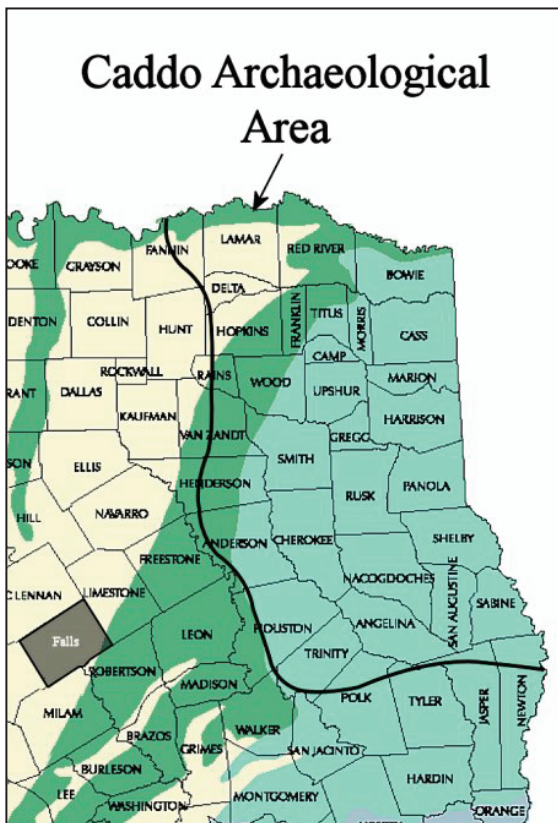 Caddo Archaeological
Area
LAMAR
RED RIVER
FANNIN
OOKE
GRAYSON
BOWIE
DELTA
DENTON
COLLIN
HUNT
HOPKINS
FRANKLIN
TITUS
MORRIS
CASS
CAMP
ROCKWALL
RAINS
WOOD
MARION
RANT
DALLAS
UPSHUR
KAUFMAN
HARRISON
VAN ZANDT
GREGG
SON
ELLIS
SMITH
HENDERSON
PANOLA
RUSK
HILL
NAVARRO
ANDERSON
CHEROKEE
SHELBY
FREESTONE
NACOGDOCHES
C LENNAN
LIMESTONE
SAN AUGUSTINE
SABINE
Falls
LEON
ANGELINA
TRINITY
ROBERTSON
MADISON
POLK
TYLER
JASPER
NEWTON
MILAM
BRAZOS
GRIMES
WALKER
SAN JACINTO
BURLESON
HARDIN
LEE
WASHINGTON
MONTGOMERY
ORANGE